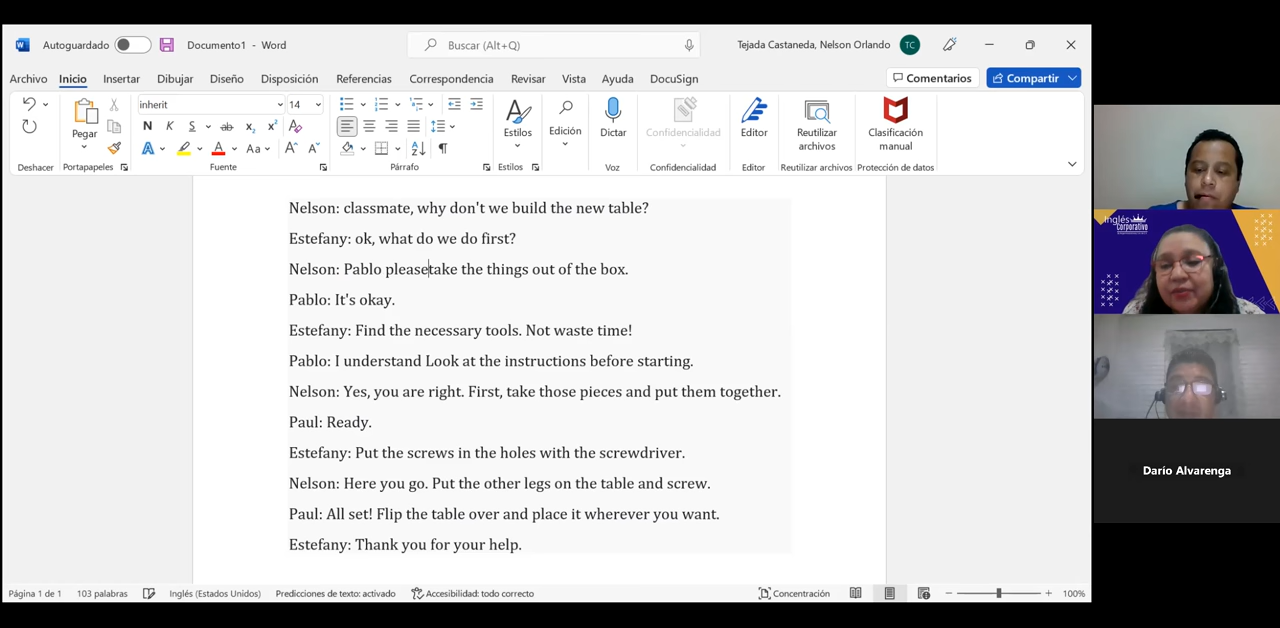 Autoguardado Documento1 - Word Buscar (Alt+Q) Tejada Castaneda, Nelson Orlando TC
Archivo Inicio Insertar Dibujar Diseño Disposición Referencias Correspondencia Revisar Vista Ayuda DocuSign Comentarios Compartir
inherit 14
Pegar N K S ab x₂ x² A Estilos Edición Dictar Confidencialidad Editor Reutilizar archivos Clasificación manual
A A Aa A A
Deshacer Portapapeles Fuente Párrafo Estilos Voz Confidencialidad Editor Reutilizar archivos Protección de datos
Nelson: classmate, why don't we build the new table?
Estefany: ok, what do we do first?
Nelson: Pablo pleasetake the things out of the box.
Pablo: It's okay.
Estefany: Find the necessary tools. Not waste time!
Pablo: I understand Look at the instructions before starting.
Nelson: Yes, you are right. First, take those pieces and put them together.
Paul: Ready.
Estefany: Put the screws in the holes with the screwdriver.
Nelson: Here you go. Put the other legs on the table and screw.
Paul: All set! Flip the table over and place it wherever you want.
Estefany: Thank you for your help.
Página 1 de 1 103 palabras Inglés (Estados Unidos) Predicciones de texto: activado Accesibilidad: todo correcto Concentración 100%
Inglés
Corporativo
Darío Alvarenga